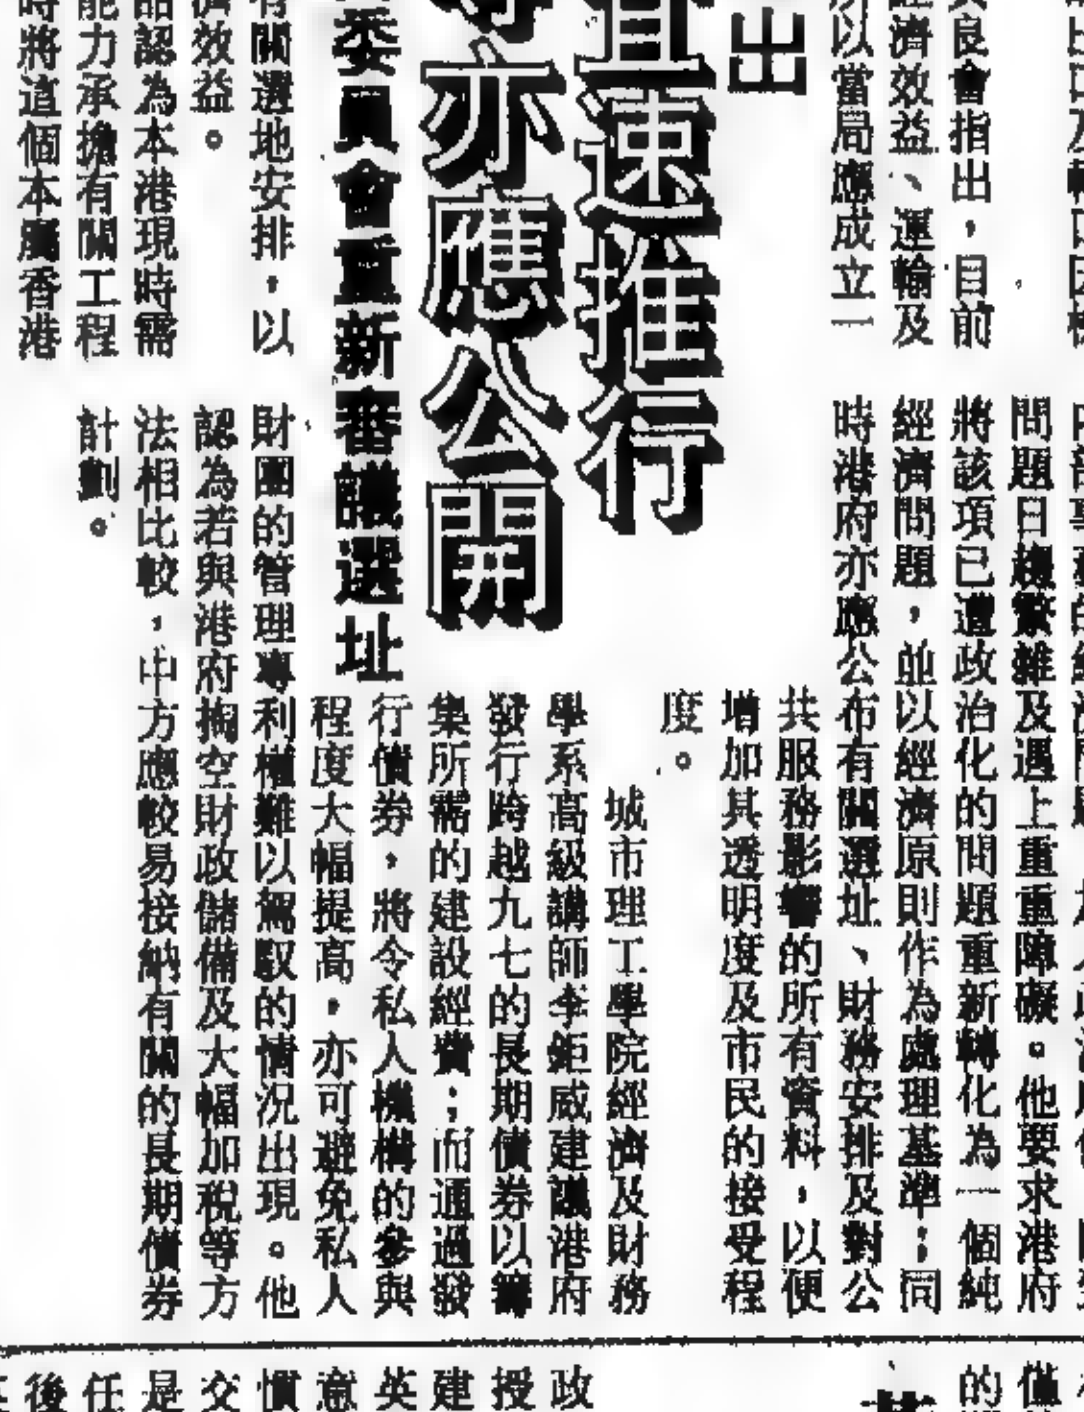 良會指出，目前
經濟效益、運輸及
所以當局應成立一
出
宜速推行
亦應公開
委員會重新審議選址
有關選地安排，以
濟效益。
認為本港現時需
能力承擔有關工程
時將這個本屬香港
問題日趨繁雜及遇上重重障礙。他要求港府
將該項已遭政治化的問題重新轉化為一個純
經濟問題，並以經濟原則作為處理基準；同
時港府亦應公布有關選址、財務安排及對公
共服務影響的所有資料，以便
增加其透明度及市民的接受程
度。
城市理工學院經濟及財務
學系高級講師李鉅威建議港府
發行跨越九七的長期債券以籌
集所需的建設經費；而通過發
行債券，將令私人機構的參與
程度大幅提高，亦可避免私人
財團的管理專利權難以駕馭的情況出現。他
認為若與港府掏空財政儲備及大幅加稅等方
法相比較，中方應較易接納有關的長期債券
計劃。
的
政
授
建
英
意
慣
交
是
任
後